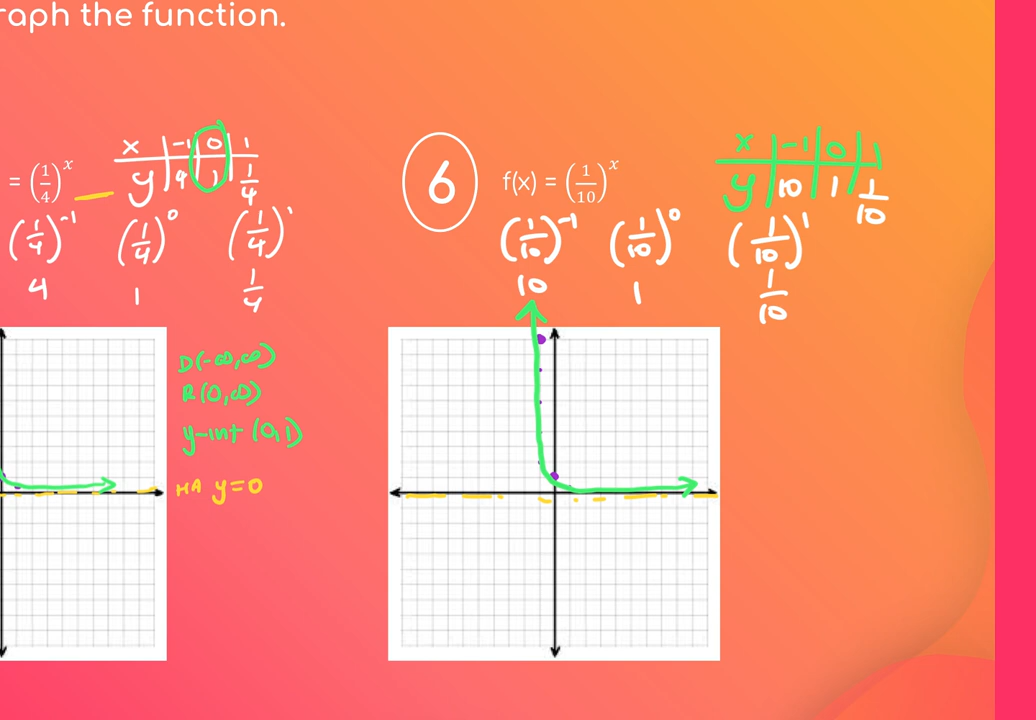 raph the function.
= (1/4)^x
x | -1 | 0 | 1
y | 4 | 1 | 1/4
(1/4)^-1 (1/4)^0 (1/4)^1
4 1 1/4
D(-∞,∞)
R(0,∞)
y-int (0,1)
HA y=0
6
f(x) = (1/10)^x
x | -1 | 0 | 1
y | 10 | 1 | 1/10
(1/10)^-1 (1/10)^0 (1/10)^1
10 1 1/10